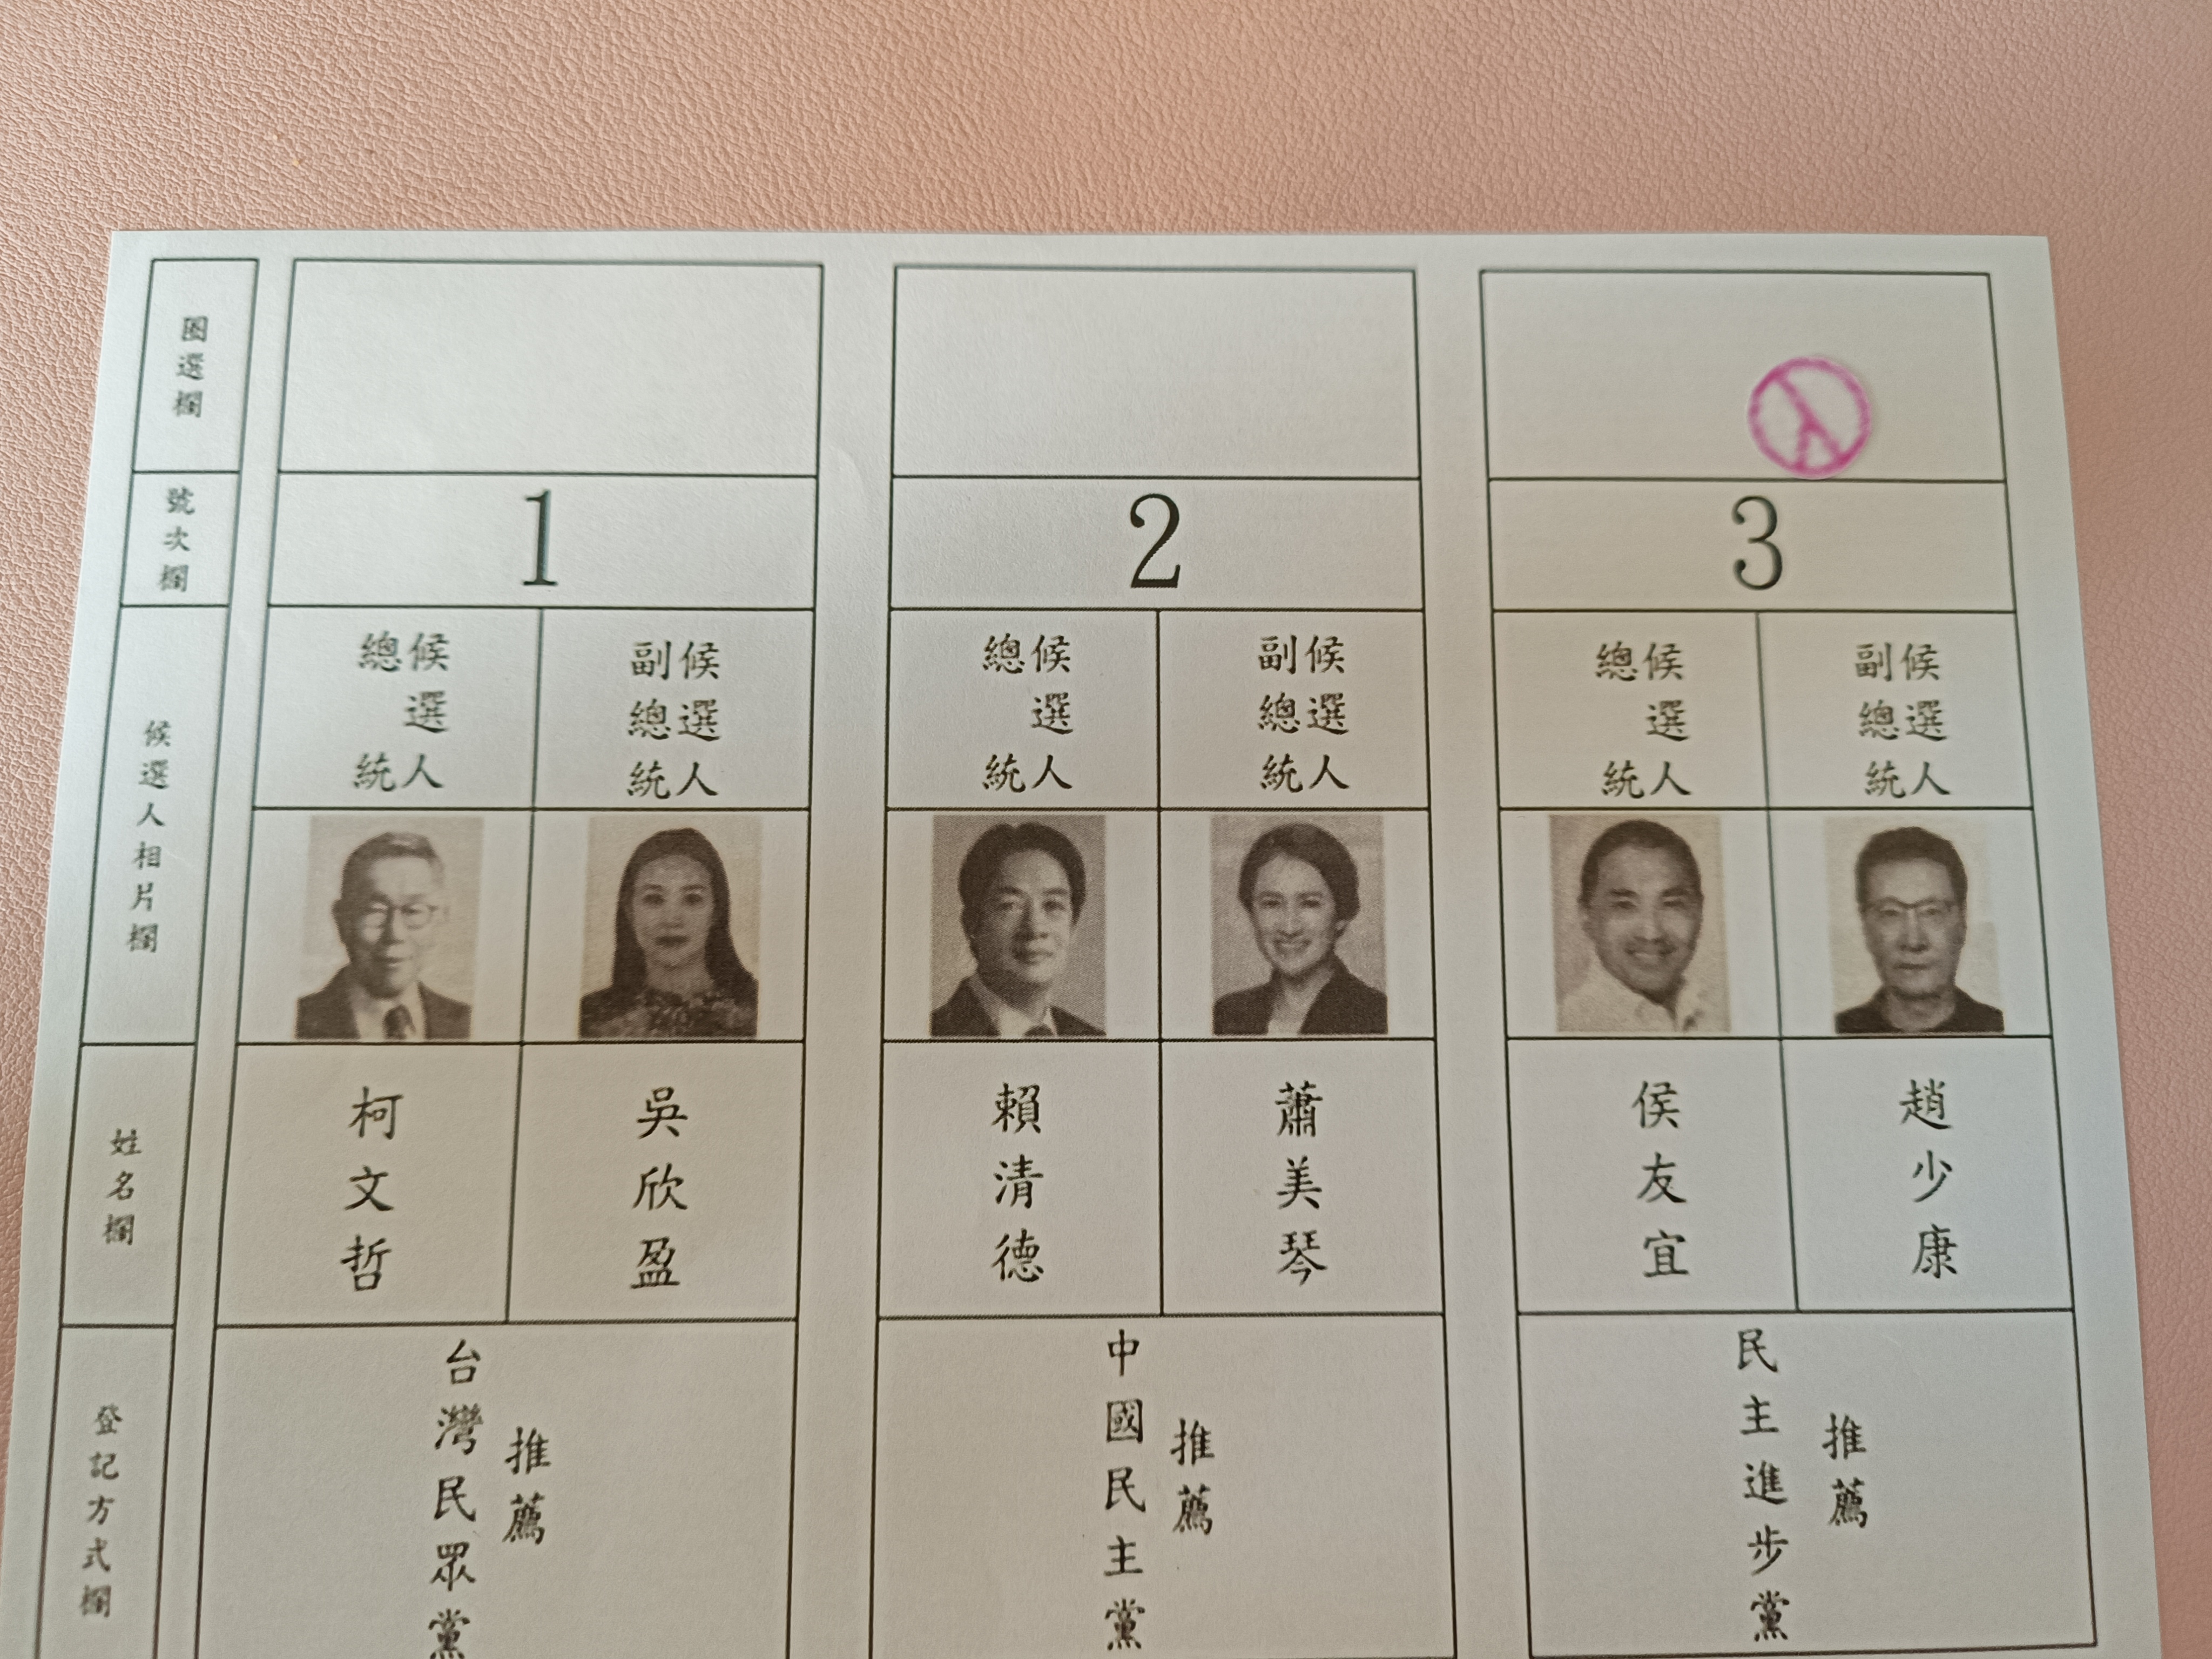 圈選欄
1
2
3
號次欄
總統候選人
副總統候選人
總統候選人
副總統候選人
總統候選人
副總統候選人
候選人相片欄
柯文哲
吳欣盈
賴清德
蕭美琴
侯友宜
趙少康
姓名欄
台灣民眾黨
推薦
中國民主黨
推薦
民主進步黨
推薦
登記方式欄